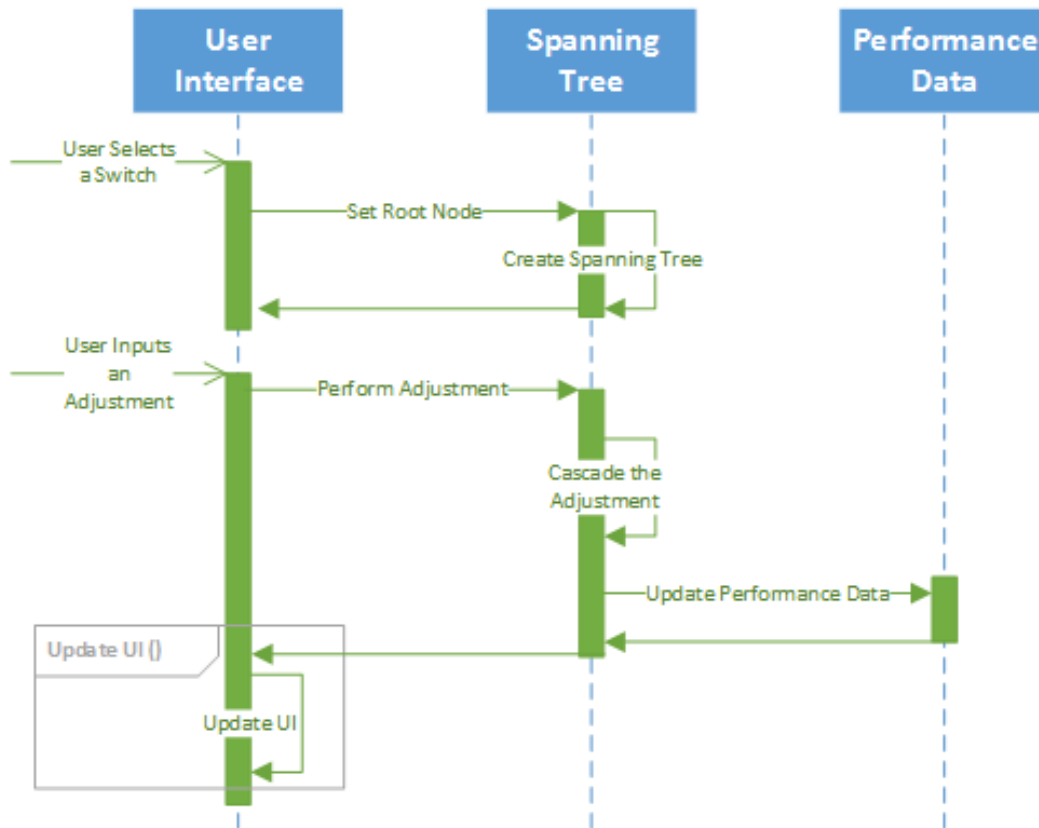 User
Interface
Spanning
Tree
Performance
Data
User Selects
a Switch
Set Root Node
Create Spanning Tree
User Inputs
an
Adjustment
Perform Adjustment
Cascade the
Adjustment
Update Performance Data
Update UI ()
Update UI